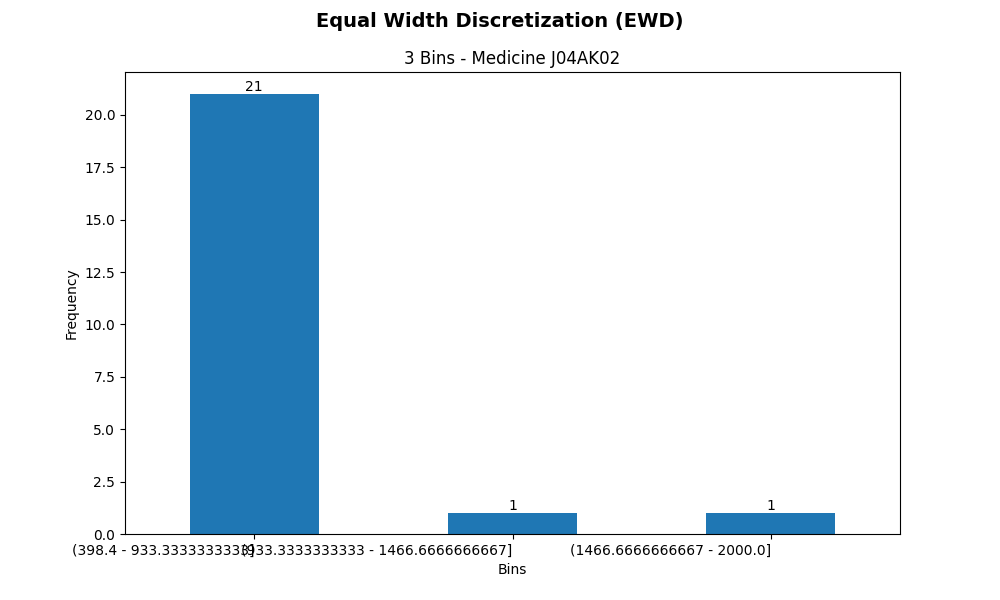 Equal Width Discretization (EWD)
3 Bins - Medicine J04AK02
21
20.0
17.5
15.0
12.5
10.0
7.5
5.0
2.5
0.0
Frequency
1
1
(398.4 - 933.3333333333]
(933.3333333333 - 1466.6666666667]
(1466.6666666667 - 2000.0]
Bins